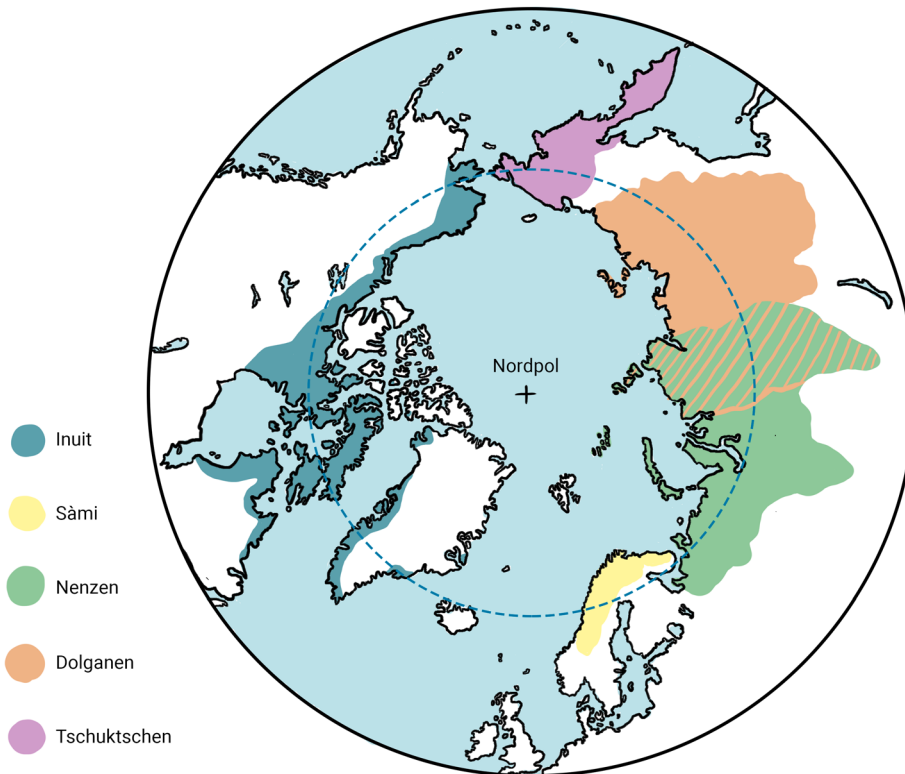 Nordpol
Inuit
Sàmi
Nenzen
Dolganen
Tschuktschen